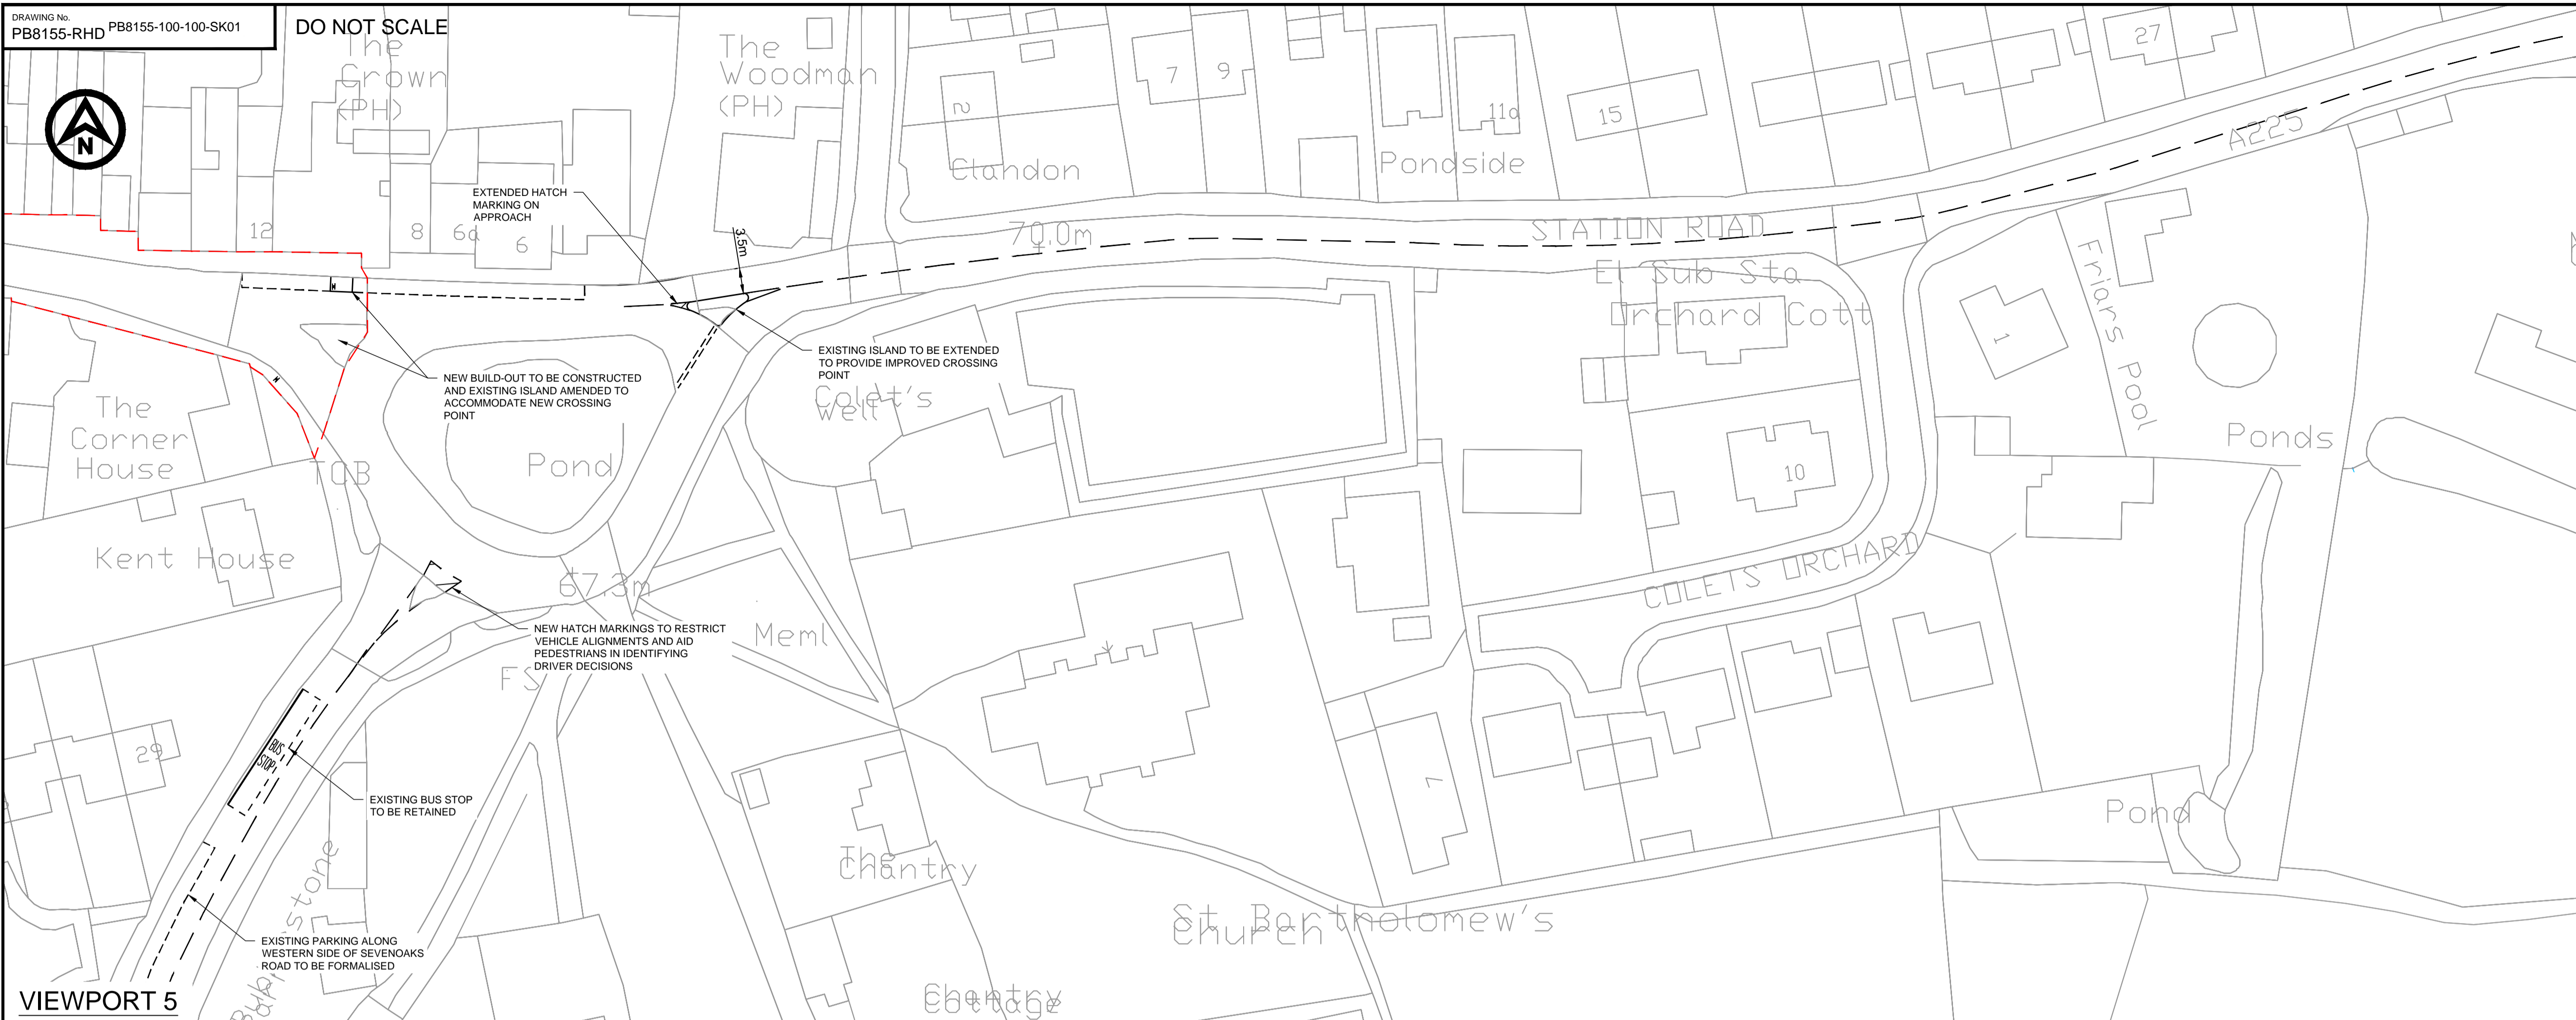 DRAWING No.
PB8155-RHD PB8155-100-100-SK01
DO NOT SCALE
N
The
Crown
(PH)
The
Woodman
(PH)
2
7
9
11a
15
27
A225
Clandon
Pondside
EXTENDED HATCH
MARKING ON
APPROACH
12
8
6a
6
3.5m
70.0m
STATION ROAD
El Sub Sta
Orchard Cott
Friars Pool
1
H
H
EXISTING ISLAND TO BE EXTENDED
TO PROVIDE IMPROVED CROSSING
POINT
NEW BUILD-OUT TO BE CONSTRUCTED
AND EXISTING ISLAND AMENDED TO
ACCOMMODATE NEW CROSSING
POINT
Colet's
Well
The
Corner
House
TCB
Pond
10
Ponds
Kent House
67.3m
COLETS ORCHARD
NEW HATCH MARKINGS TO RESTRICT
VEHICLE ALIGNMENTS AND AID
PEDESTRIANS IN IDENTIFYING
DRIVER DECISIONS
Meml
FS
29
BUS
STOP
7
EXISTING BUS STOP
TO BE RETAINED
Pond
The
Chantry
St Bartholomew's
Church
EXISTING PARKING ALONG
WESTERN SIDE OF SEVENOAKS
ROAD TO BE FORMALISED
Chantry
Cottage
VIEWPORT 5